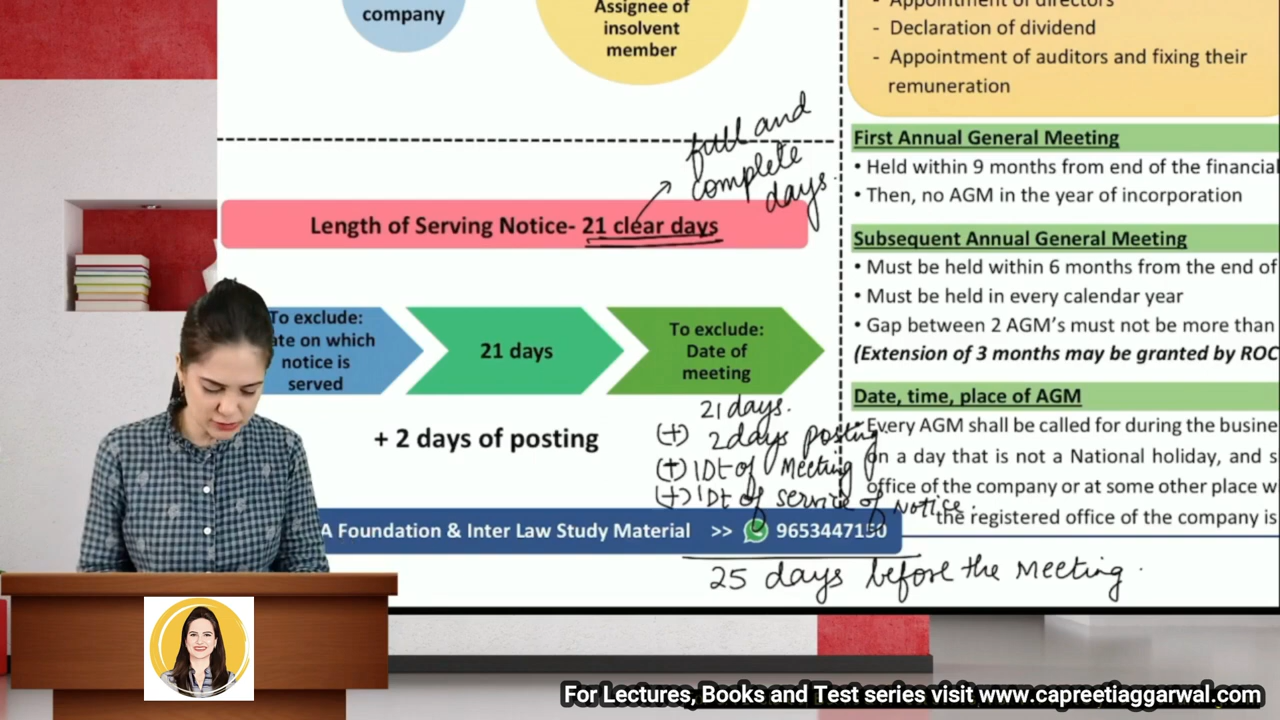 company
Assignee of
insolvent
member
Appointment of directors
- Declaration of dividend
- Appointment of auditors and fixing their
remuneration
full and
complete
days.
Length of Serving Notice- 21 clear days
To exclude:
ate on which
notice is
served
21 days
To exclude:
Date of
meeting
+ 2 days of posting
21 days.
(+) 2 days posting
(+) 1 Dt of Meeting
(+) 1 Dt of service of Notice.
25 days before the Meeting.
A Foundation & Inter Law Study Material >> 9653447150
First Annual General Meeting
• Held within 9 months from end of the financial
• Then, no AGM in the year of incorporation
Subsequent Annual General Meeting
• Must be held within 6 months from the end of
• Must be held in every calendar year
• Gap between 2 AGM's must not be more than
(Extension of 3 months may be granted by ROC
Date, time, place of AGM
• Every AGM shall be called for during the busine
on a day that is not a National holiday, and s
office of the company or at some other place w
the registered office of the company is
For Lectures, Books and Test series visit www.capreetiaggarwal.com